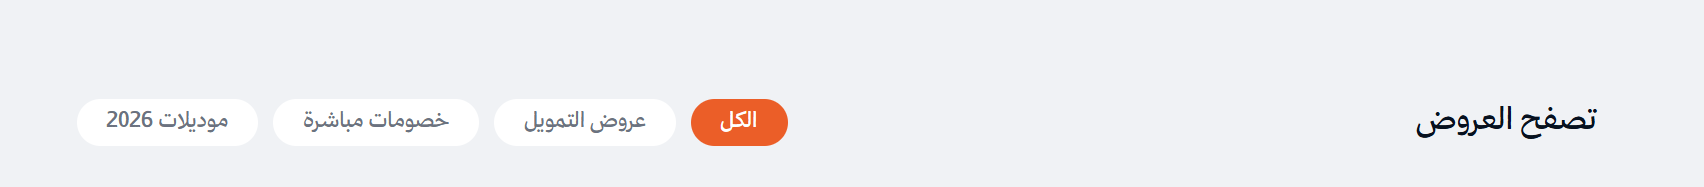 تصفح العروض
الكل
عروض التمويل
خصومات مباشرة
موديلات 2026